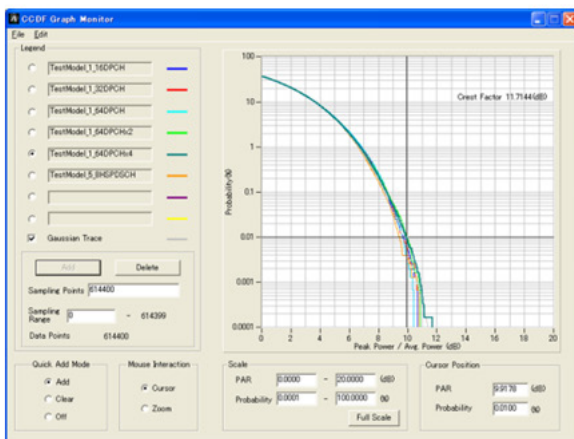 CCDF Graph Monitor
File Edit
Legend
TestModel_1_16DPCH
TestModel_1_32DPCH
TestModel_1_64DPCH
TestModel_1_64DPCHx2
TestModel_1_64DPCHx4
TestModel_5_8HSPDSCH
Gaussian Trace
Add Delete
Sampling Points 614400
Sampling Range 0 - 614399
Data Points 614400
Quick Add Mode
Add
Clear
Off
Mouse Interaction
Cursor
Zoom
Crest Factor 11.7144(dB)
Probability(%)
100
10
1
0.1
0.01
0.001
0.0001
0 2 4 6 8 10 12 14 16 18 20
Peak Power / Avg. Power (dB)
Scale
PAR 0.0000 - 20.0000 (dB)
Probability 0.0001 - 100.0000 (%)
Full Scale
Cursor Position
PAR 9.9178 (dB)
Probability 0.0100 (%)